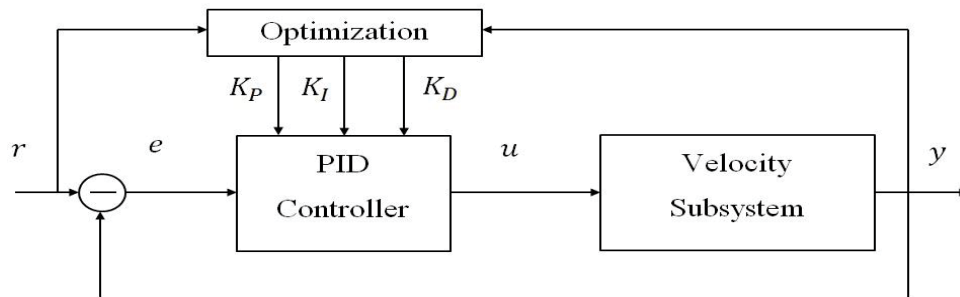 Optimization
K_P K_I K_D
r e PID Controller u Velocity Subsystem y